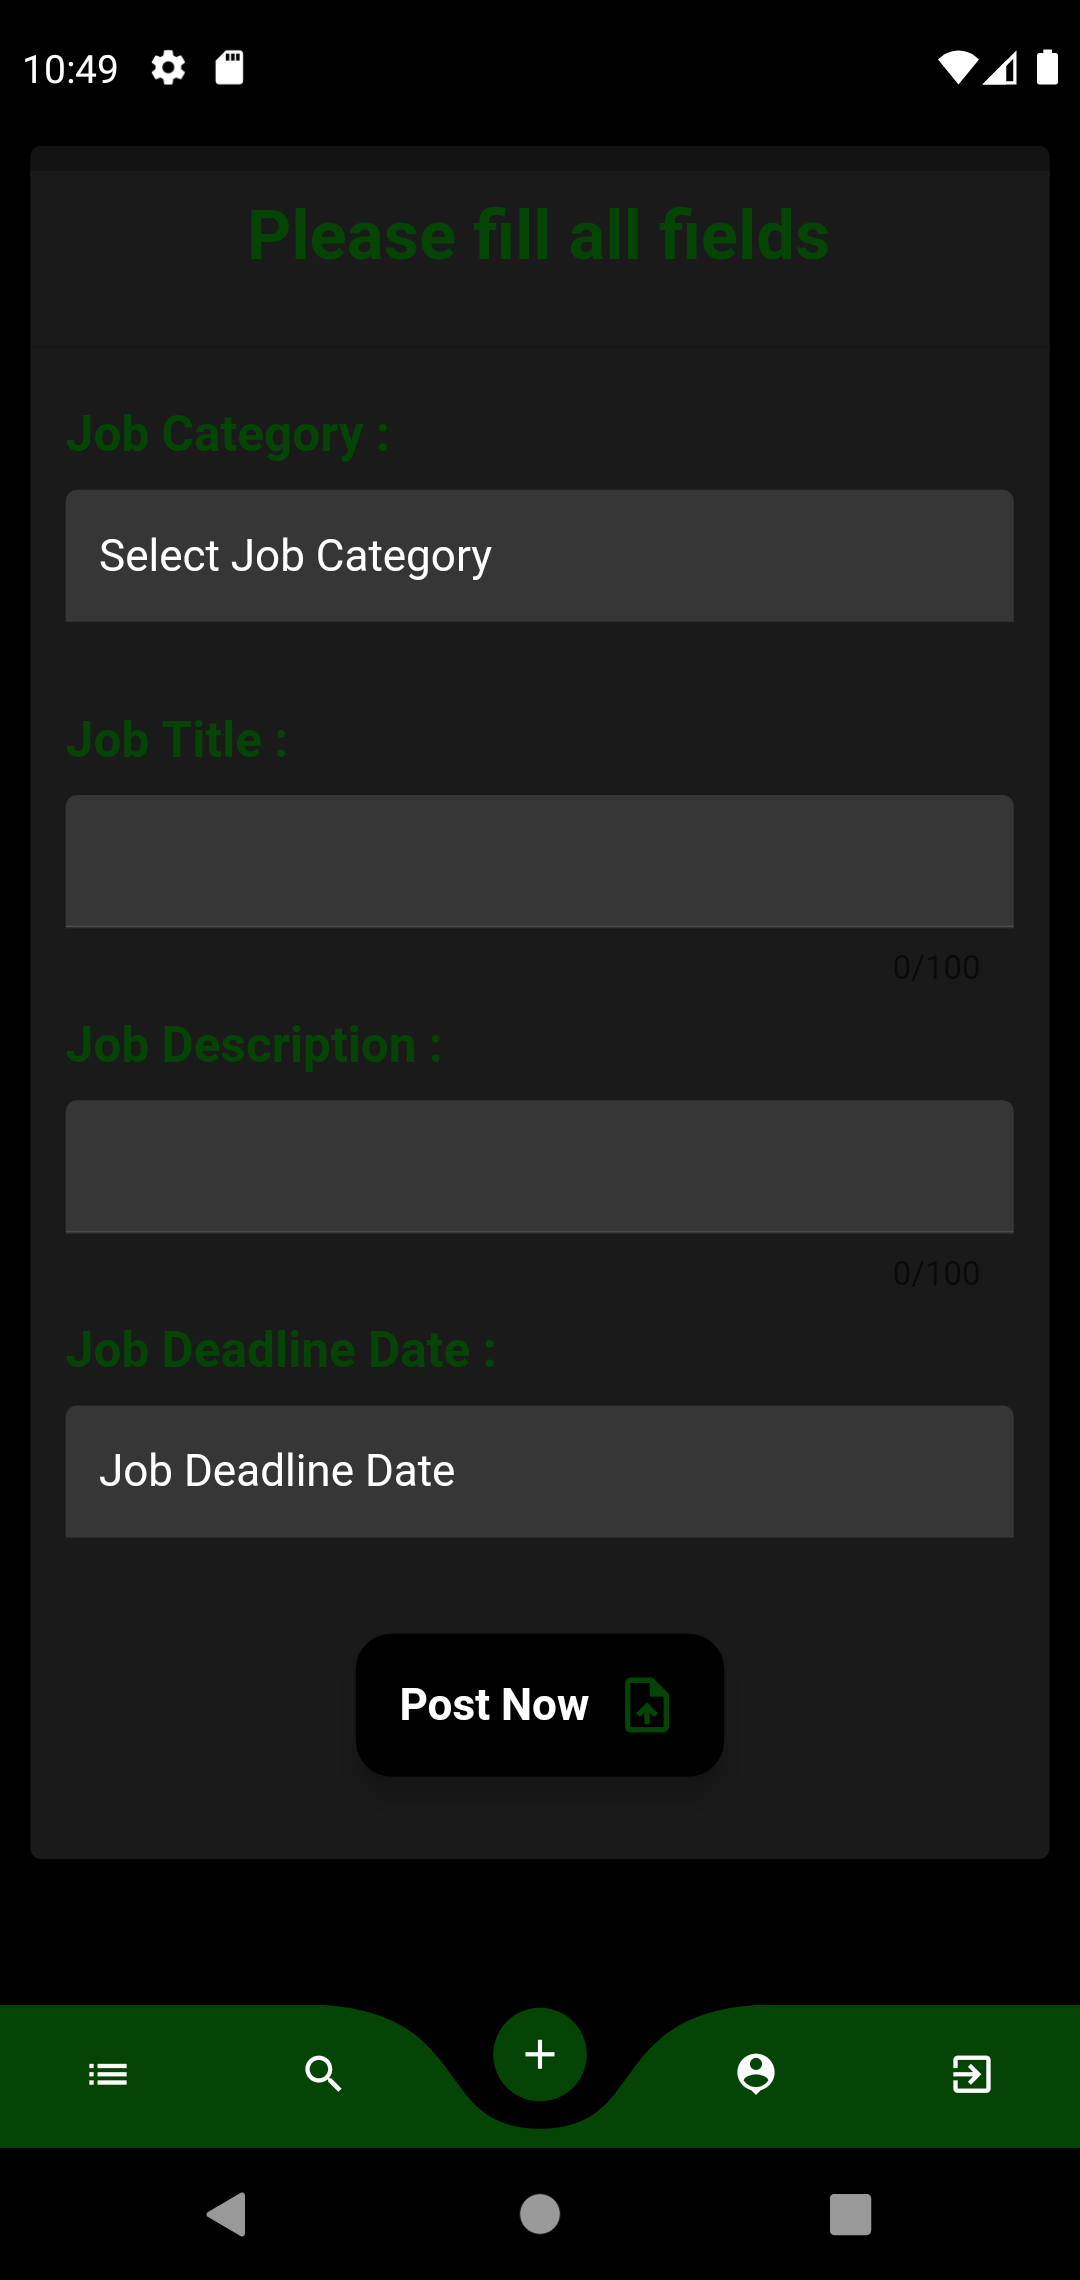 10:49
Please fill all fields
Job Category :
Select Job Category
Job Title :
0/100
Job Description :
0/100
Job Deadline Date :
Job Deadline Date
Post Now